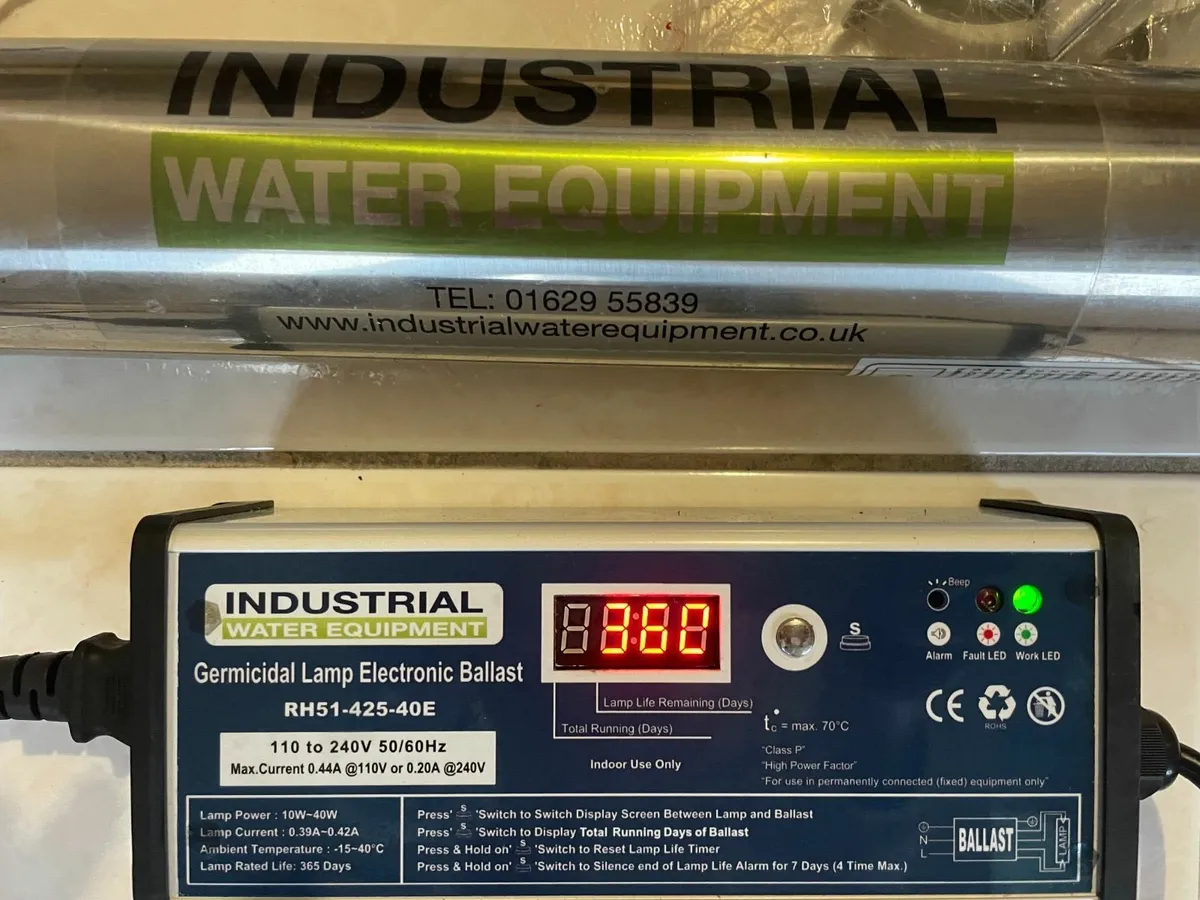 INDUSTRIAL
WATER EQUIPMENT
TEL: 01629 55839
www.industrialwaterequipment.co.uk
INDUSTRIAL
WATER EQUIPMENT
Germicidal Lamp Electronic Ballast
RH51-425-40E
110 to 240V 50/60Hz
Max.Current 0.44A @110V or 0.20A @240V
360
Lamp Life Remaining (Days)
Total Running (Days)
Indoor Use Only
S
Beep
Alarm Fault LED Work LED
CE
ROHS
tc = max. 70°C
"Class P"
"High Power Factor"
"For use in permanently connected (fixed) equipment only"
Lamp Power : 10W~40W
Lamp Current : 0.39A~0.42A
Ambient Temperature : -15~40°C
Lamp Rated Life: 365 Days
Press' S 'Switch to Switch Display Screen Between Lamp and Ballast
Press' S 'Switch to Display Total Running Days of Ballast
Press & Hold on' S 'Switch to Reset Lamp Life Timer
Press & Hold on' S 'Switch to Silence end of Lamp Life Alarm for 7 Days (4 Time Max.)
N
L
BALLAST
LAMP